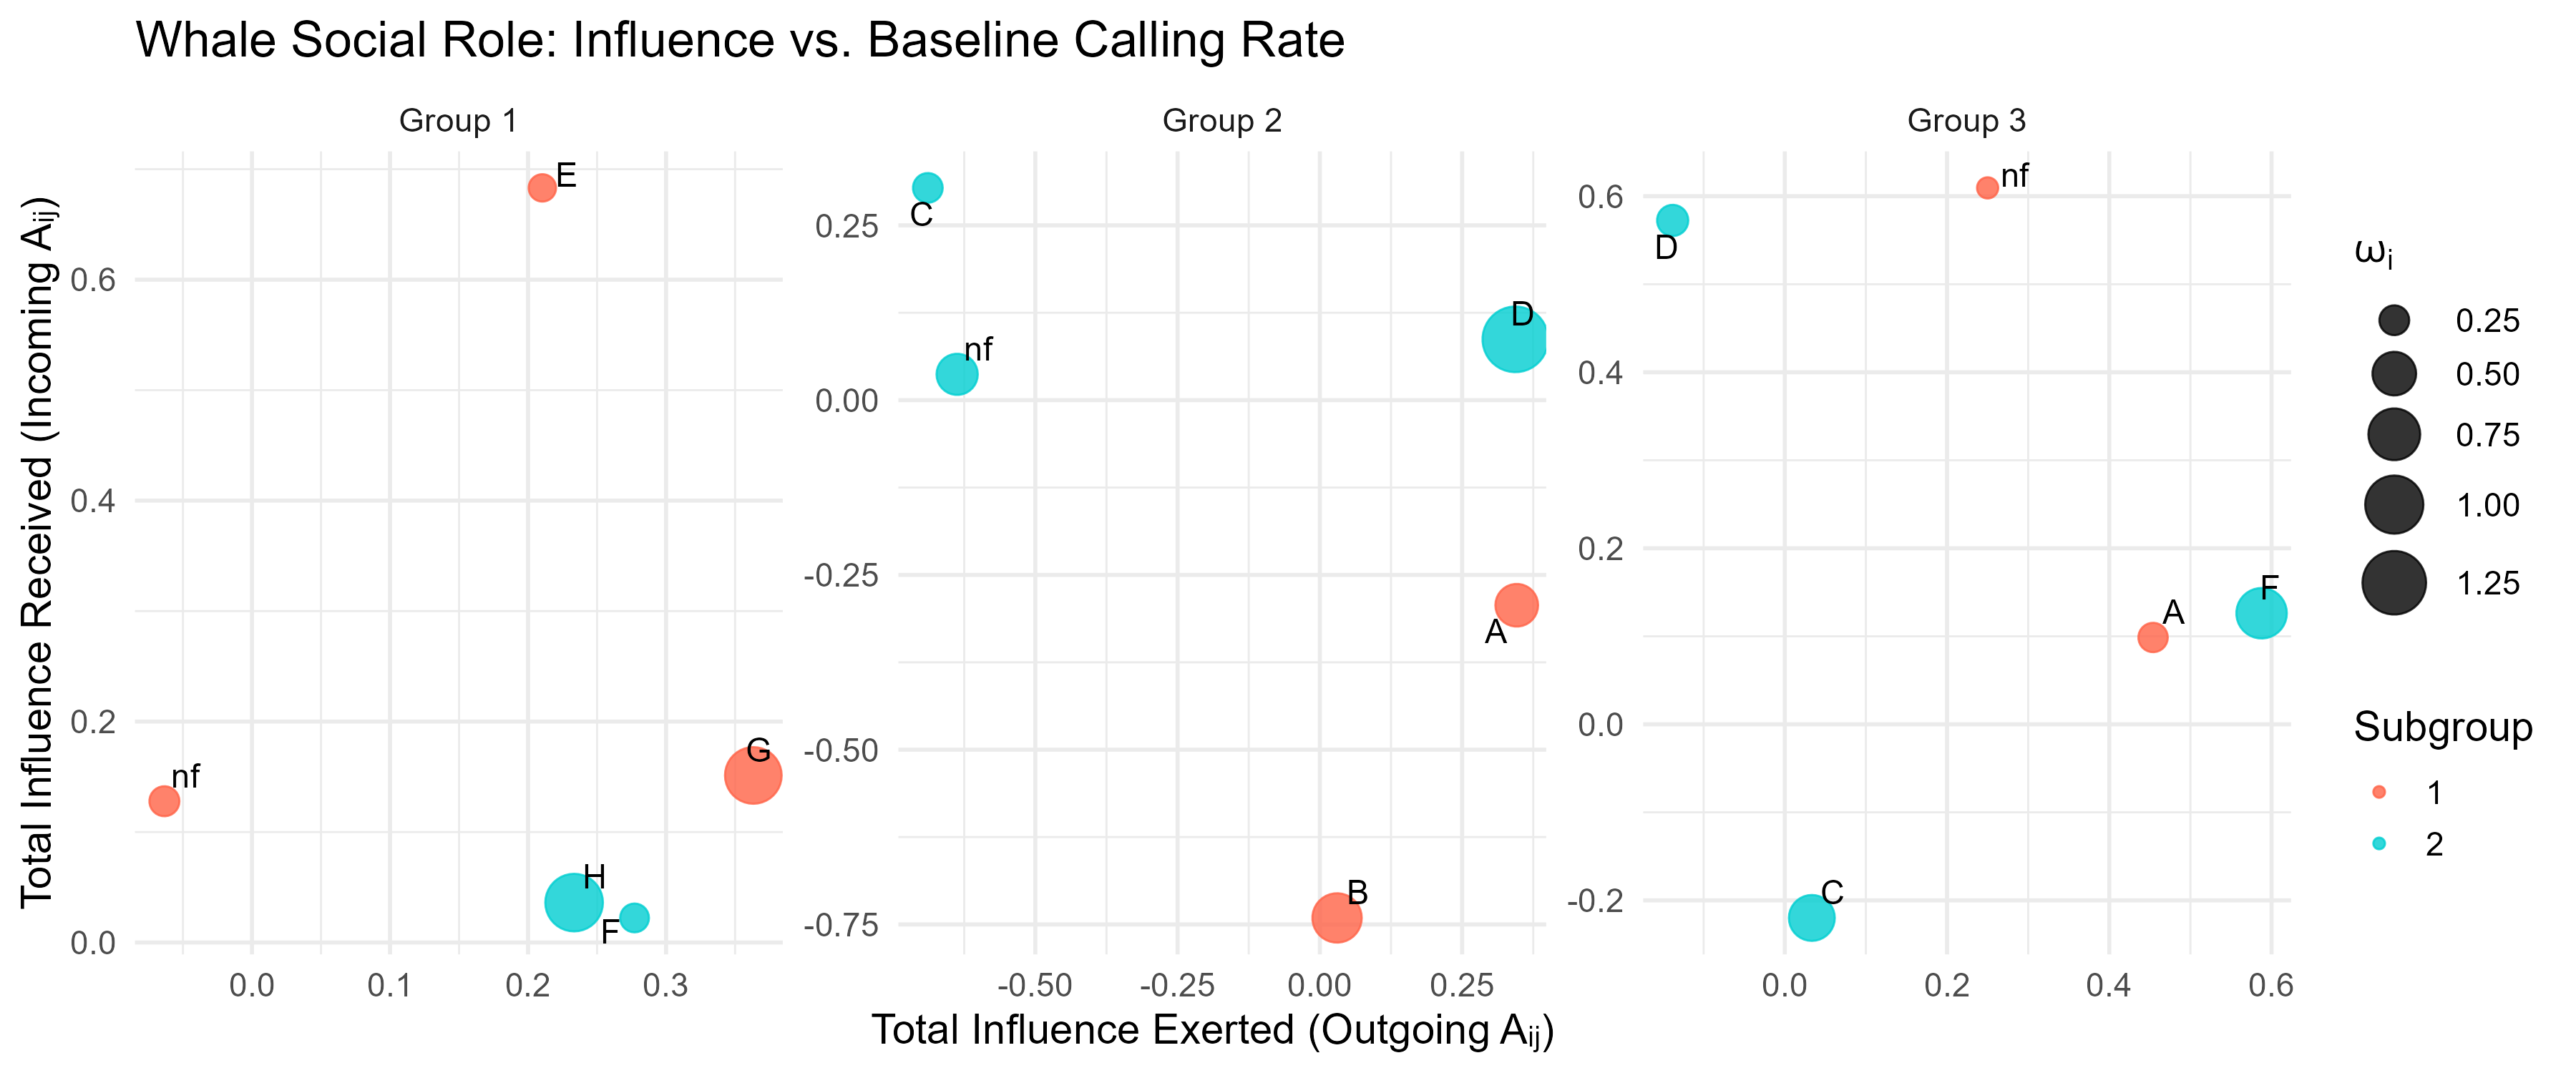 Whale Social Role: Influence vs. Baseline Calling Rate
Group 1
Group 2
Group 3
Total Influence Received (Incoming Aᵢⱼ)
0.6
0.4
0.2
0.0
E
nf
G
H
F
0.0 0.1 0.2 0.3
0.25
0.00
-0.25
-0.50
-0.75
C
D
nf
A
B
-0.50 -0.25 0.00 0.25
0.6
0.4
0.2
0.0
-0.2
nf
D
F
A
C
0.0 0.2 0.4 0.6
Total Influence Exerted (Outgoing Aᵢⱼ)
ωᵢ
0.25
0.50
0.75
1.00
1.25
Subgroup
1
2